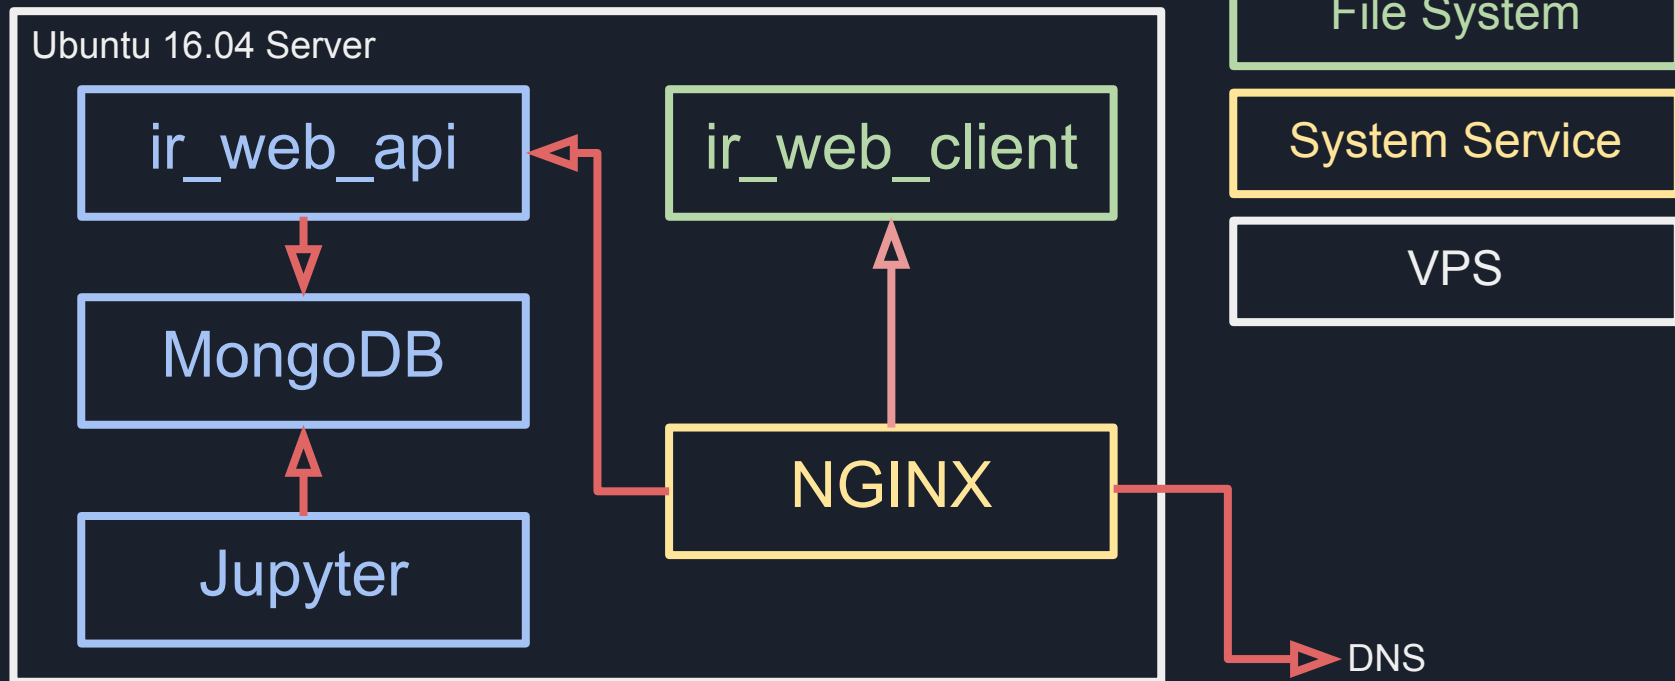 Ubuntu 16.04 Server
ir_web_api
ir_web_client
MongoDB
NGINX
Jupyter
File System
System Service
VPS
DNS